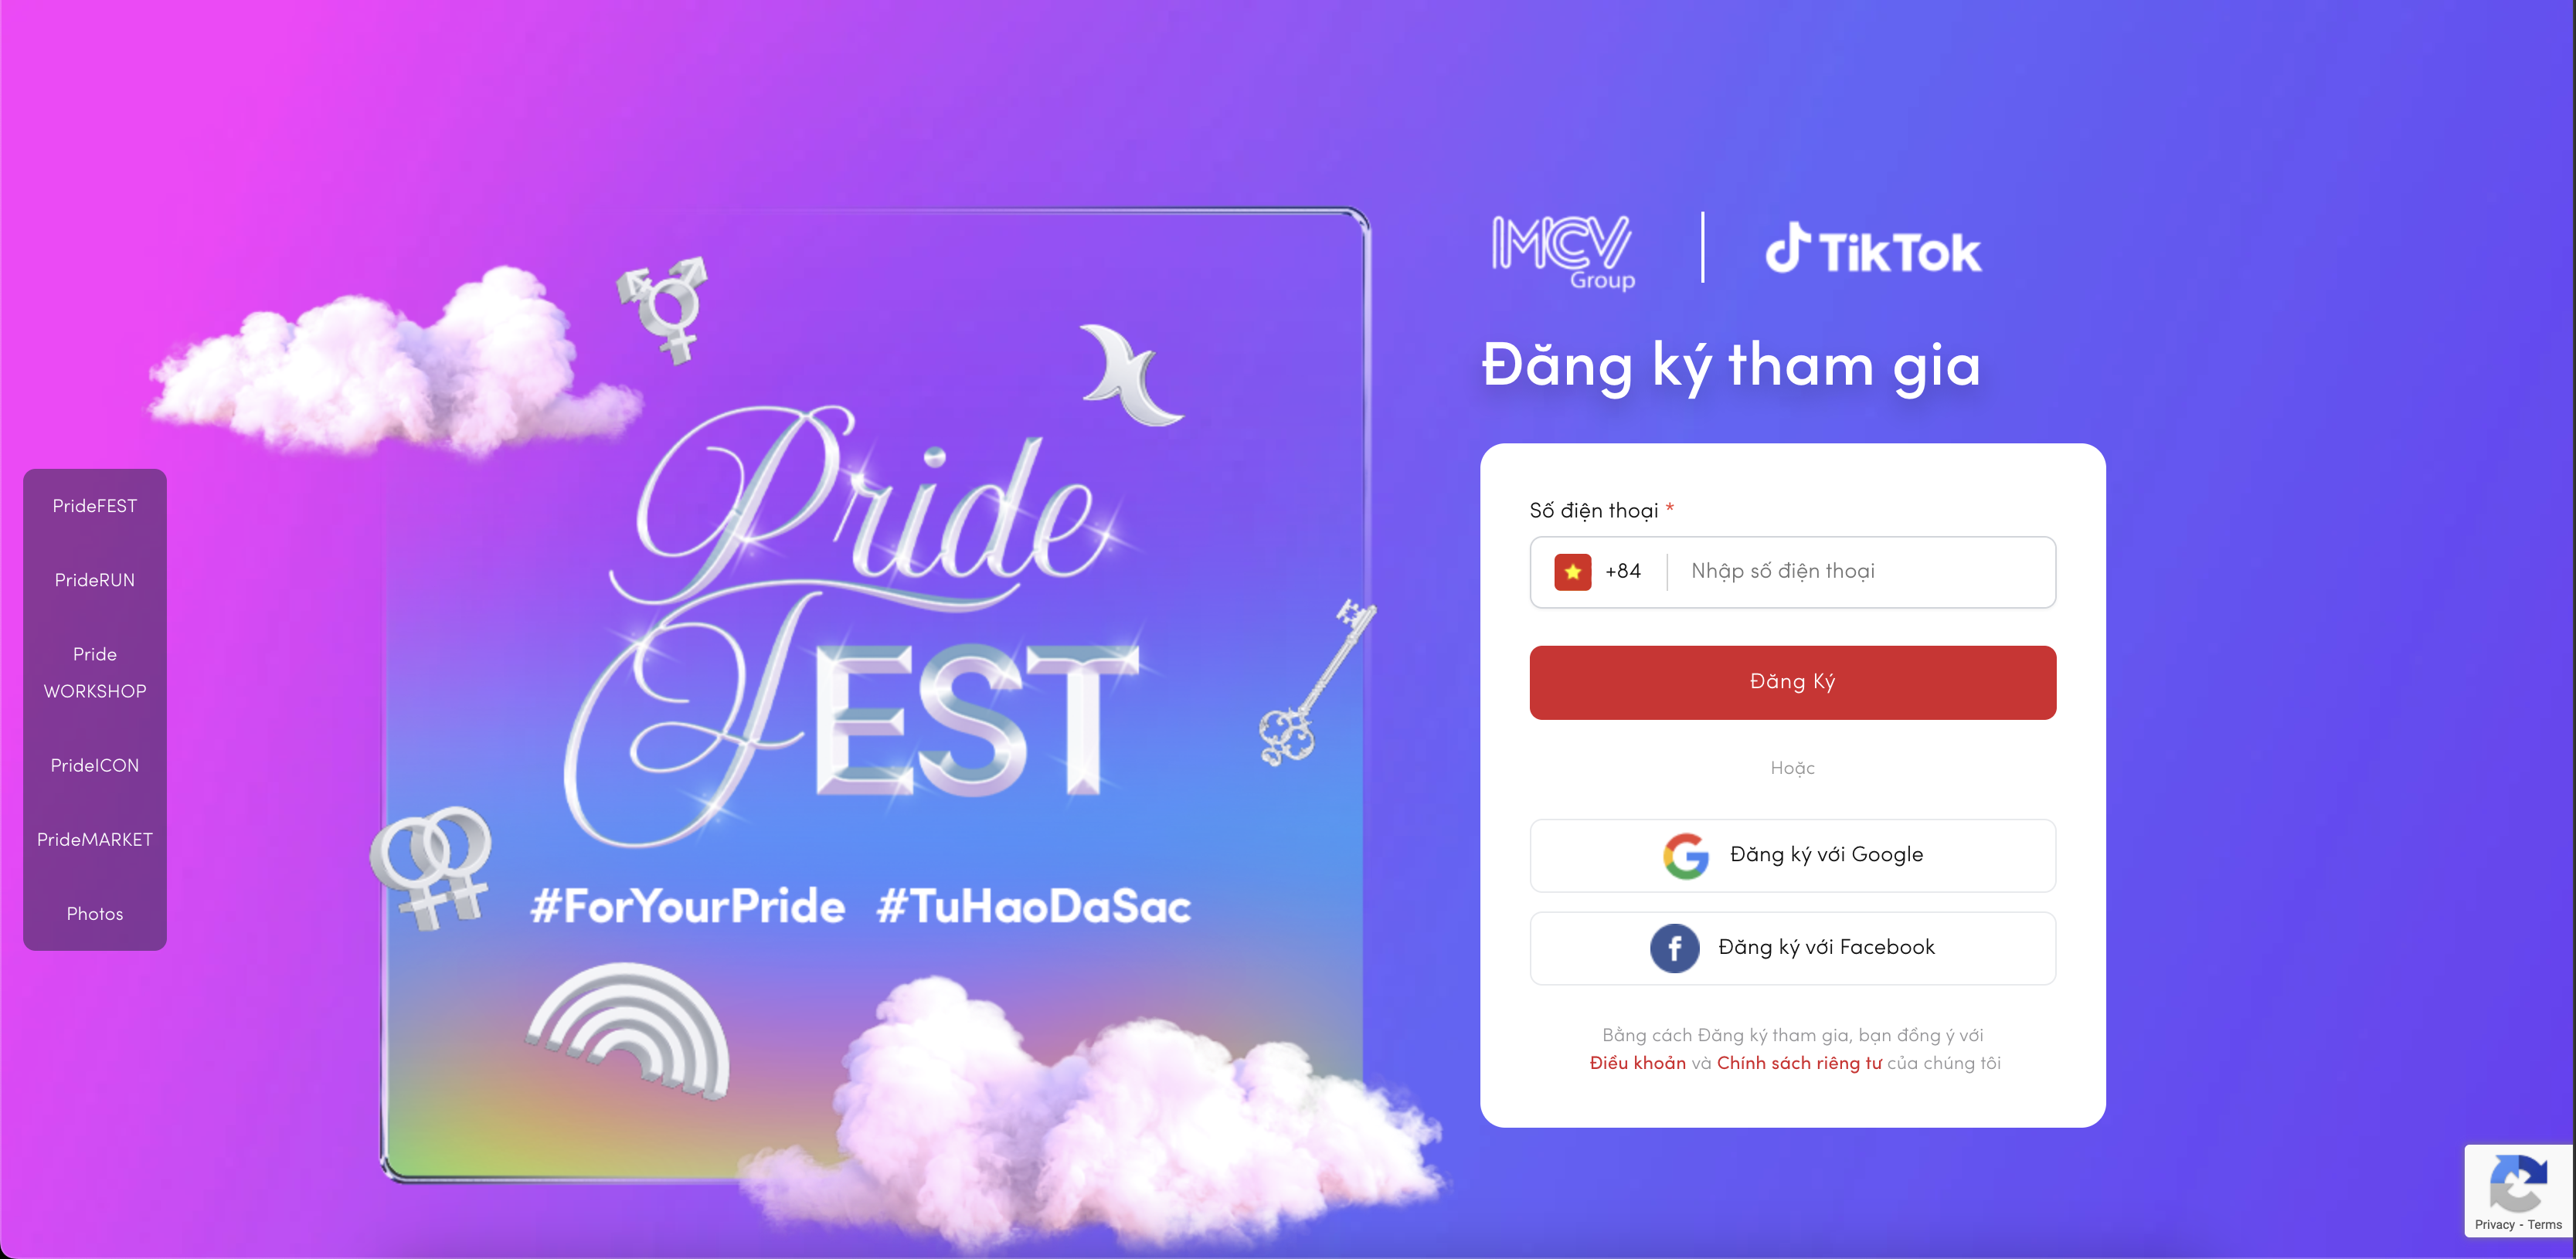 MCV
Group
TikTok
Đăng ký tham gia
PrideFEST
PrideRUN
Pride
WORKSHOP
PrideICON
PrideMARKET
Photos
Pride
FEST
#ForYourPride #TuHaoDaSac
Số điện thoại *
+84 Nhập số điện thoại
Đăng Ký
Hoặc
Đăng ký với Google
Đăng ký với Facebook
Bằng cách Đăng ký tham gia, bạn đồng ý với
Điều khoản và Chính sách riêng tư của chúng tôi
Privacy - Terms